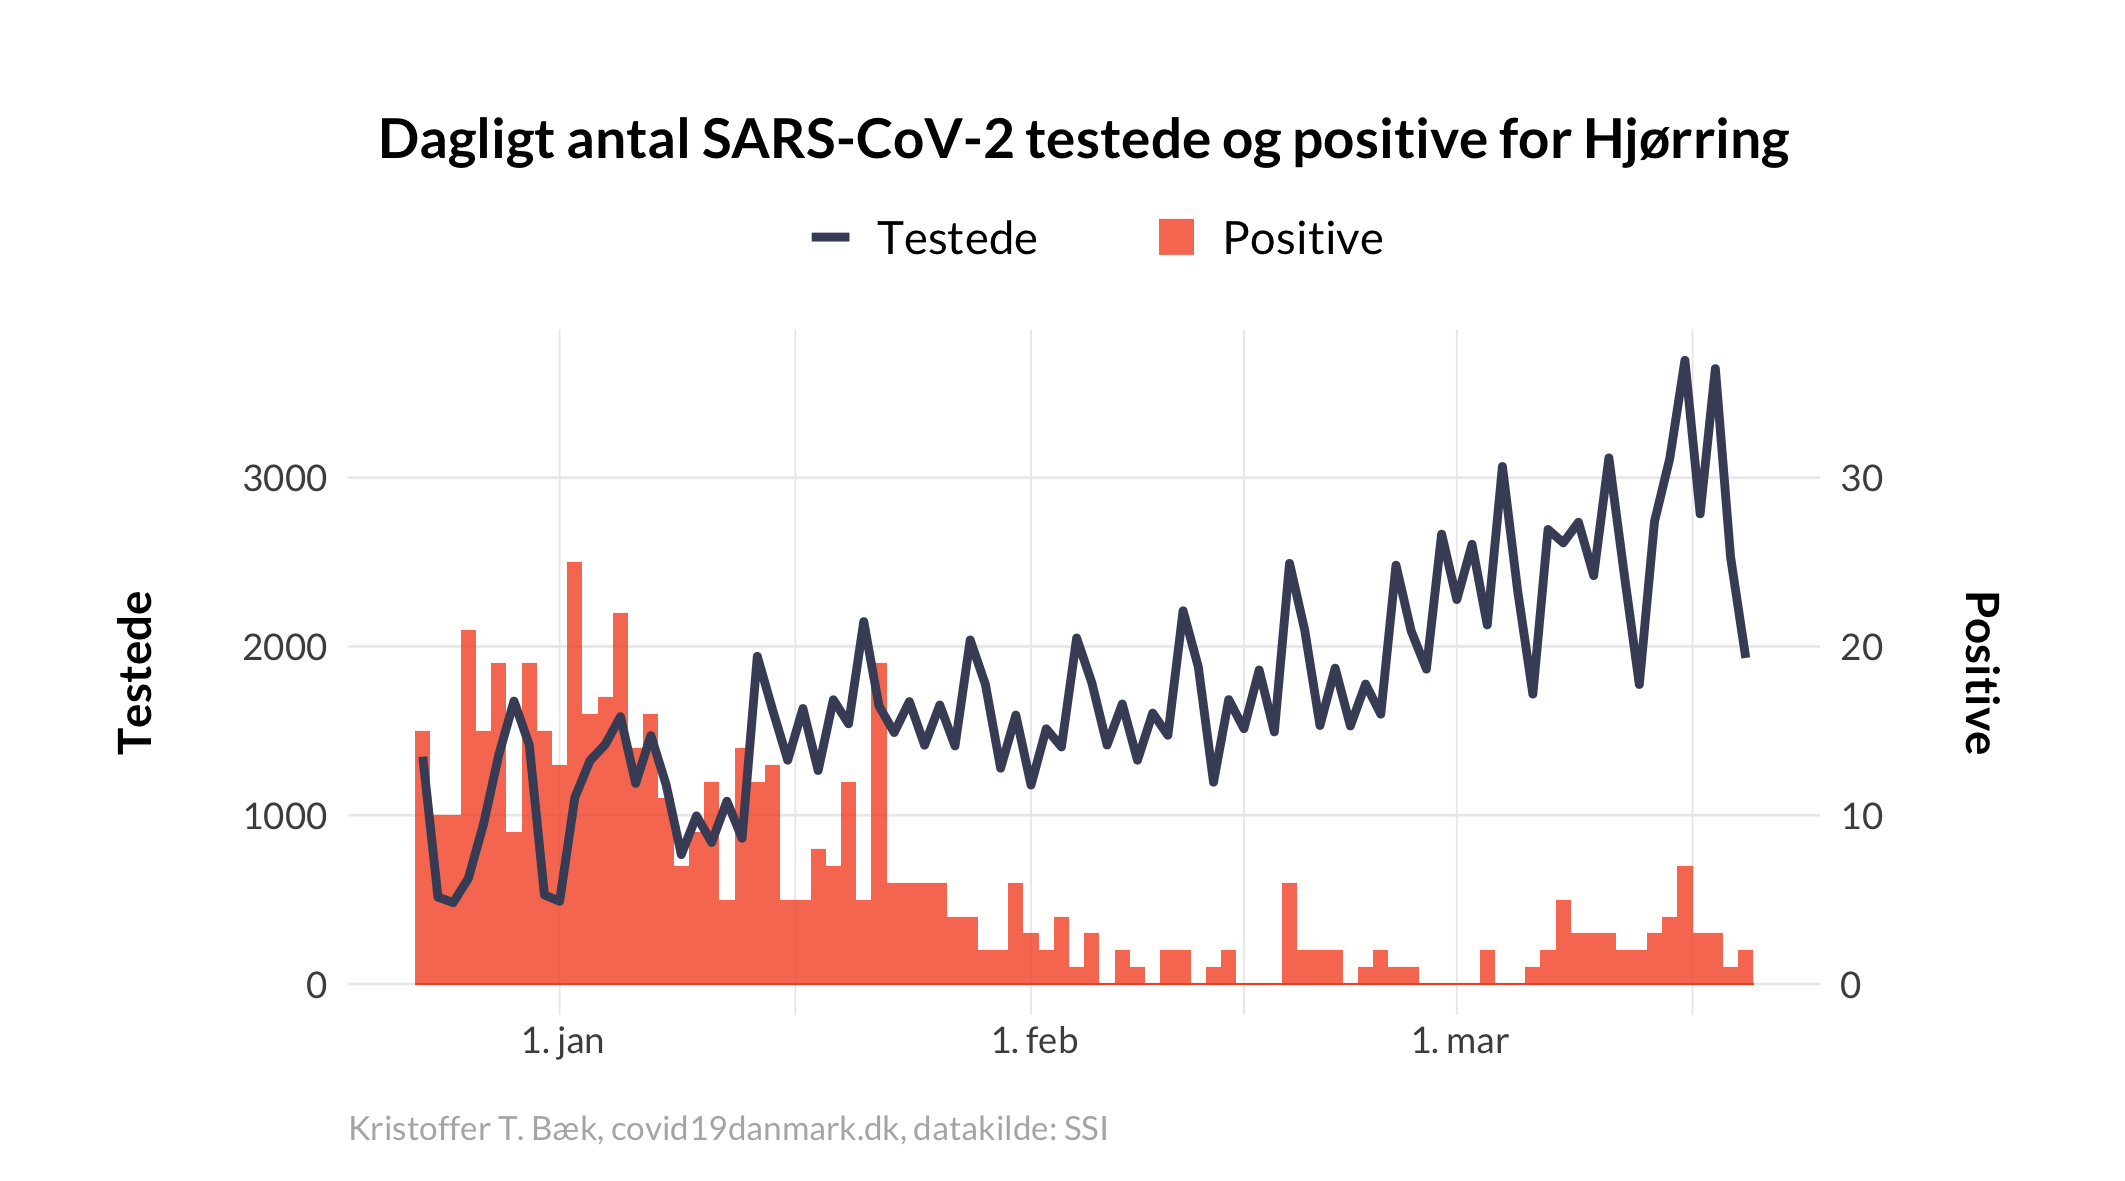 Dagligt antal SARS-CoV-2 testede og positive for Hjørring
Testede
Positive
3000
2000
1000
0
Testede
30
20
10
0
Positive
1. jan
1. feb
1. mar
Kristoffer T. Bæk, covid19danmark.dk, datakilde: SSI